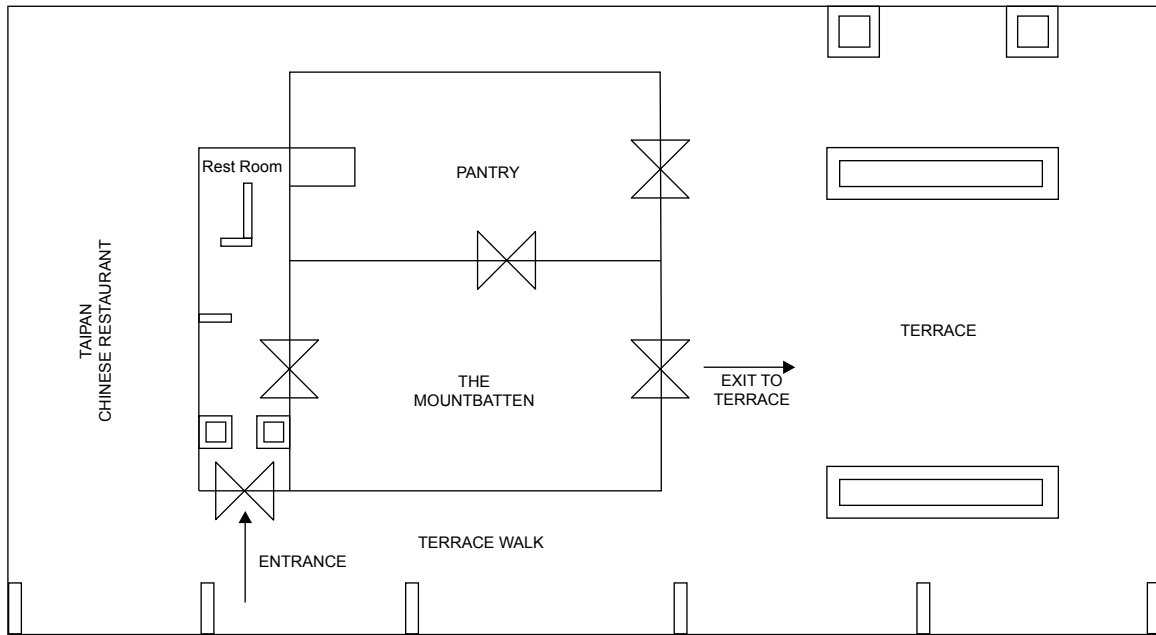 Rest Room
PANTRY
TAIPAN
CHINESE RESTAURANT
TERRACE
THE
MOUNTBATTEN
EXIT TO
TERRACE
TERRACE WALK
ENTRANCE